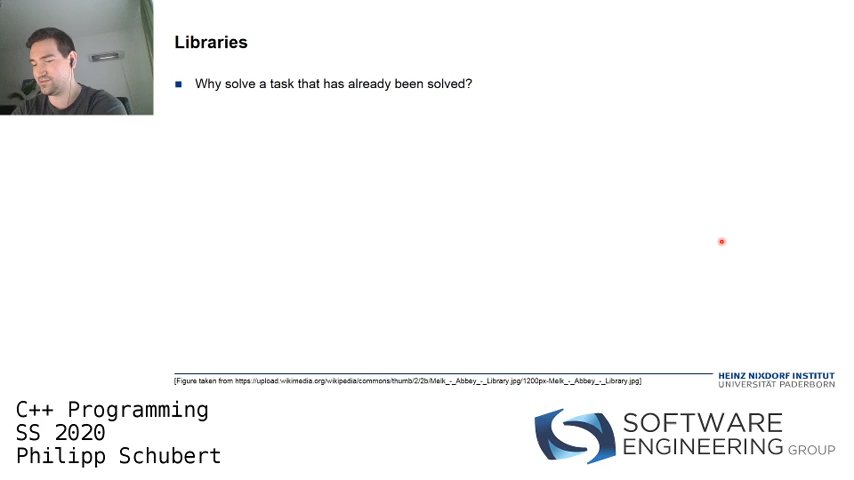 Libraries
Why solve a task that has already been solved?
[Figure taken from https://upload.wikimedia.org/wikipedia/commons/thumb/2/2b/Melk_-_Abbey_-_Library.jpg/1200px-Melk_-_Abbey_-_Library.jpg]
HEINZ NIXDORF INSTITUT
UNIVERSITÄT PADERBORN
C++ Programming
SS 2020
Philipp Schubert
SOFTWARE
ENGINEERING GROUP